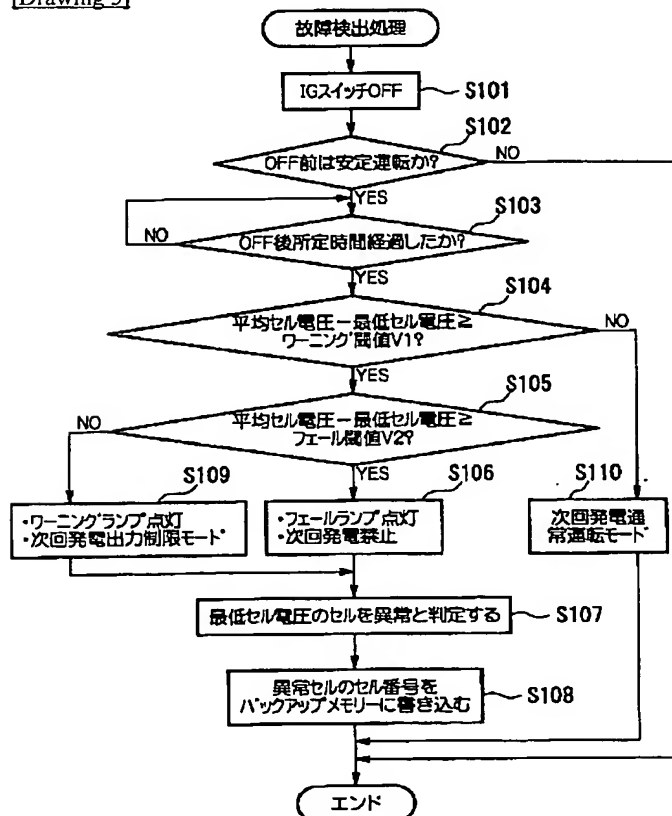 [Drawing 3]
故障検出処理
IGスイッチOFF
S101
S102
OFF前は安定運転か?
NO
YES
S103
OFF後所定時間経過したか?
NO
YES
S104
平均セル電圧－最低セル電圧≧
ワーニング閾値V1?
NO
YES
S105
平均セル電圧－最低セル電圧≧
フェール閾値V2?
NO
YES
S109
・ワーニングランプ点灯
・次回発電出力制限モード
S106
・フェールランプ点灯
・次回発電禁止
S110
次回発電通
常運転モード
最低セル電圧のセルを異常と判定する
S107
異常セルのセル番号を
バックアップメモリーに書き込む
S108
エンド